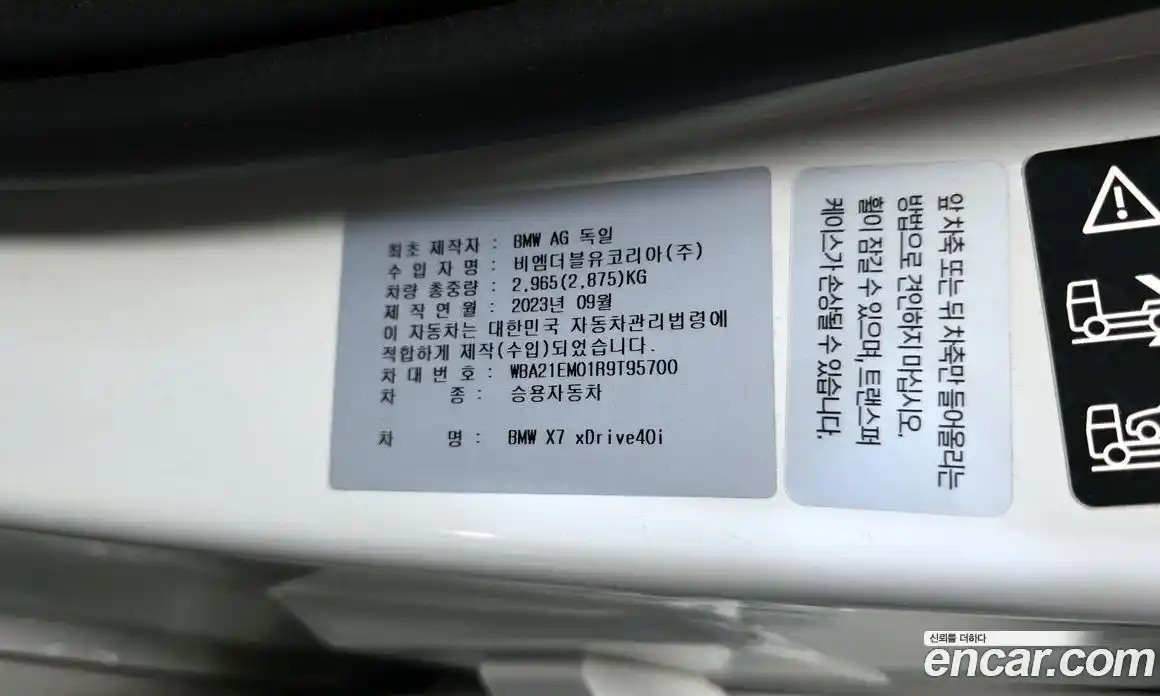 최초 제작자 : BMW AG 독일
수 입 자 명 : 비엠더블유코리아(주)
차량 총중량 : 2,965(2,875)KG
제 작 연 월 : 2023년 09월
이 자동차는 대한민국 자동차관리법령에
적합하게 제작(수입)되었습니다.
차 대 번 호 : WBA21EM01R9T95700
차 종 : 승용자동차
차 명 : BMW X7 xDrive40i
앞 차축 또는 뒤 차축만 들어올리는
방법으로 견인하지 마십시오.
휠이 잠길 수 있으며, 트랜스퍼
케이스가 손상될 수 있습니다.
신뢰를 더하다
encar.com